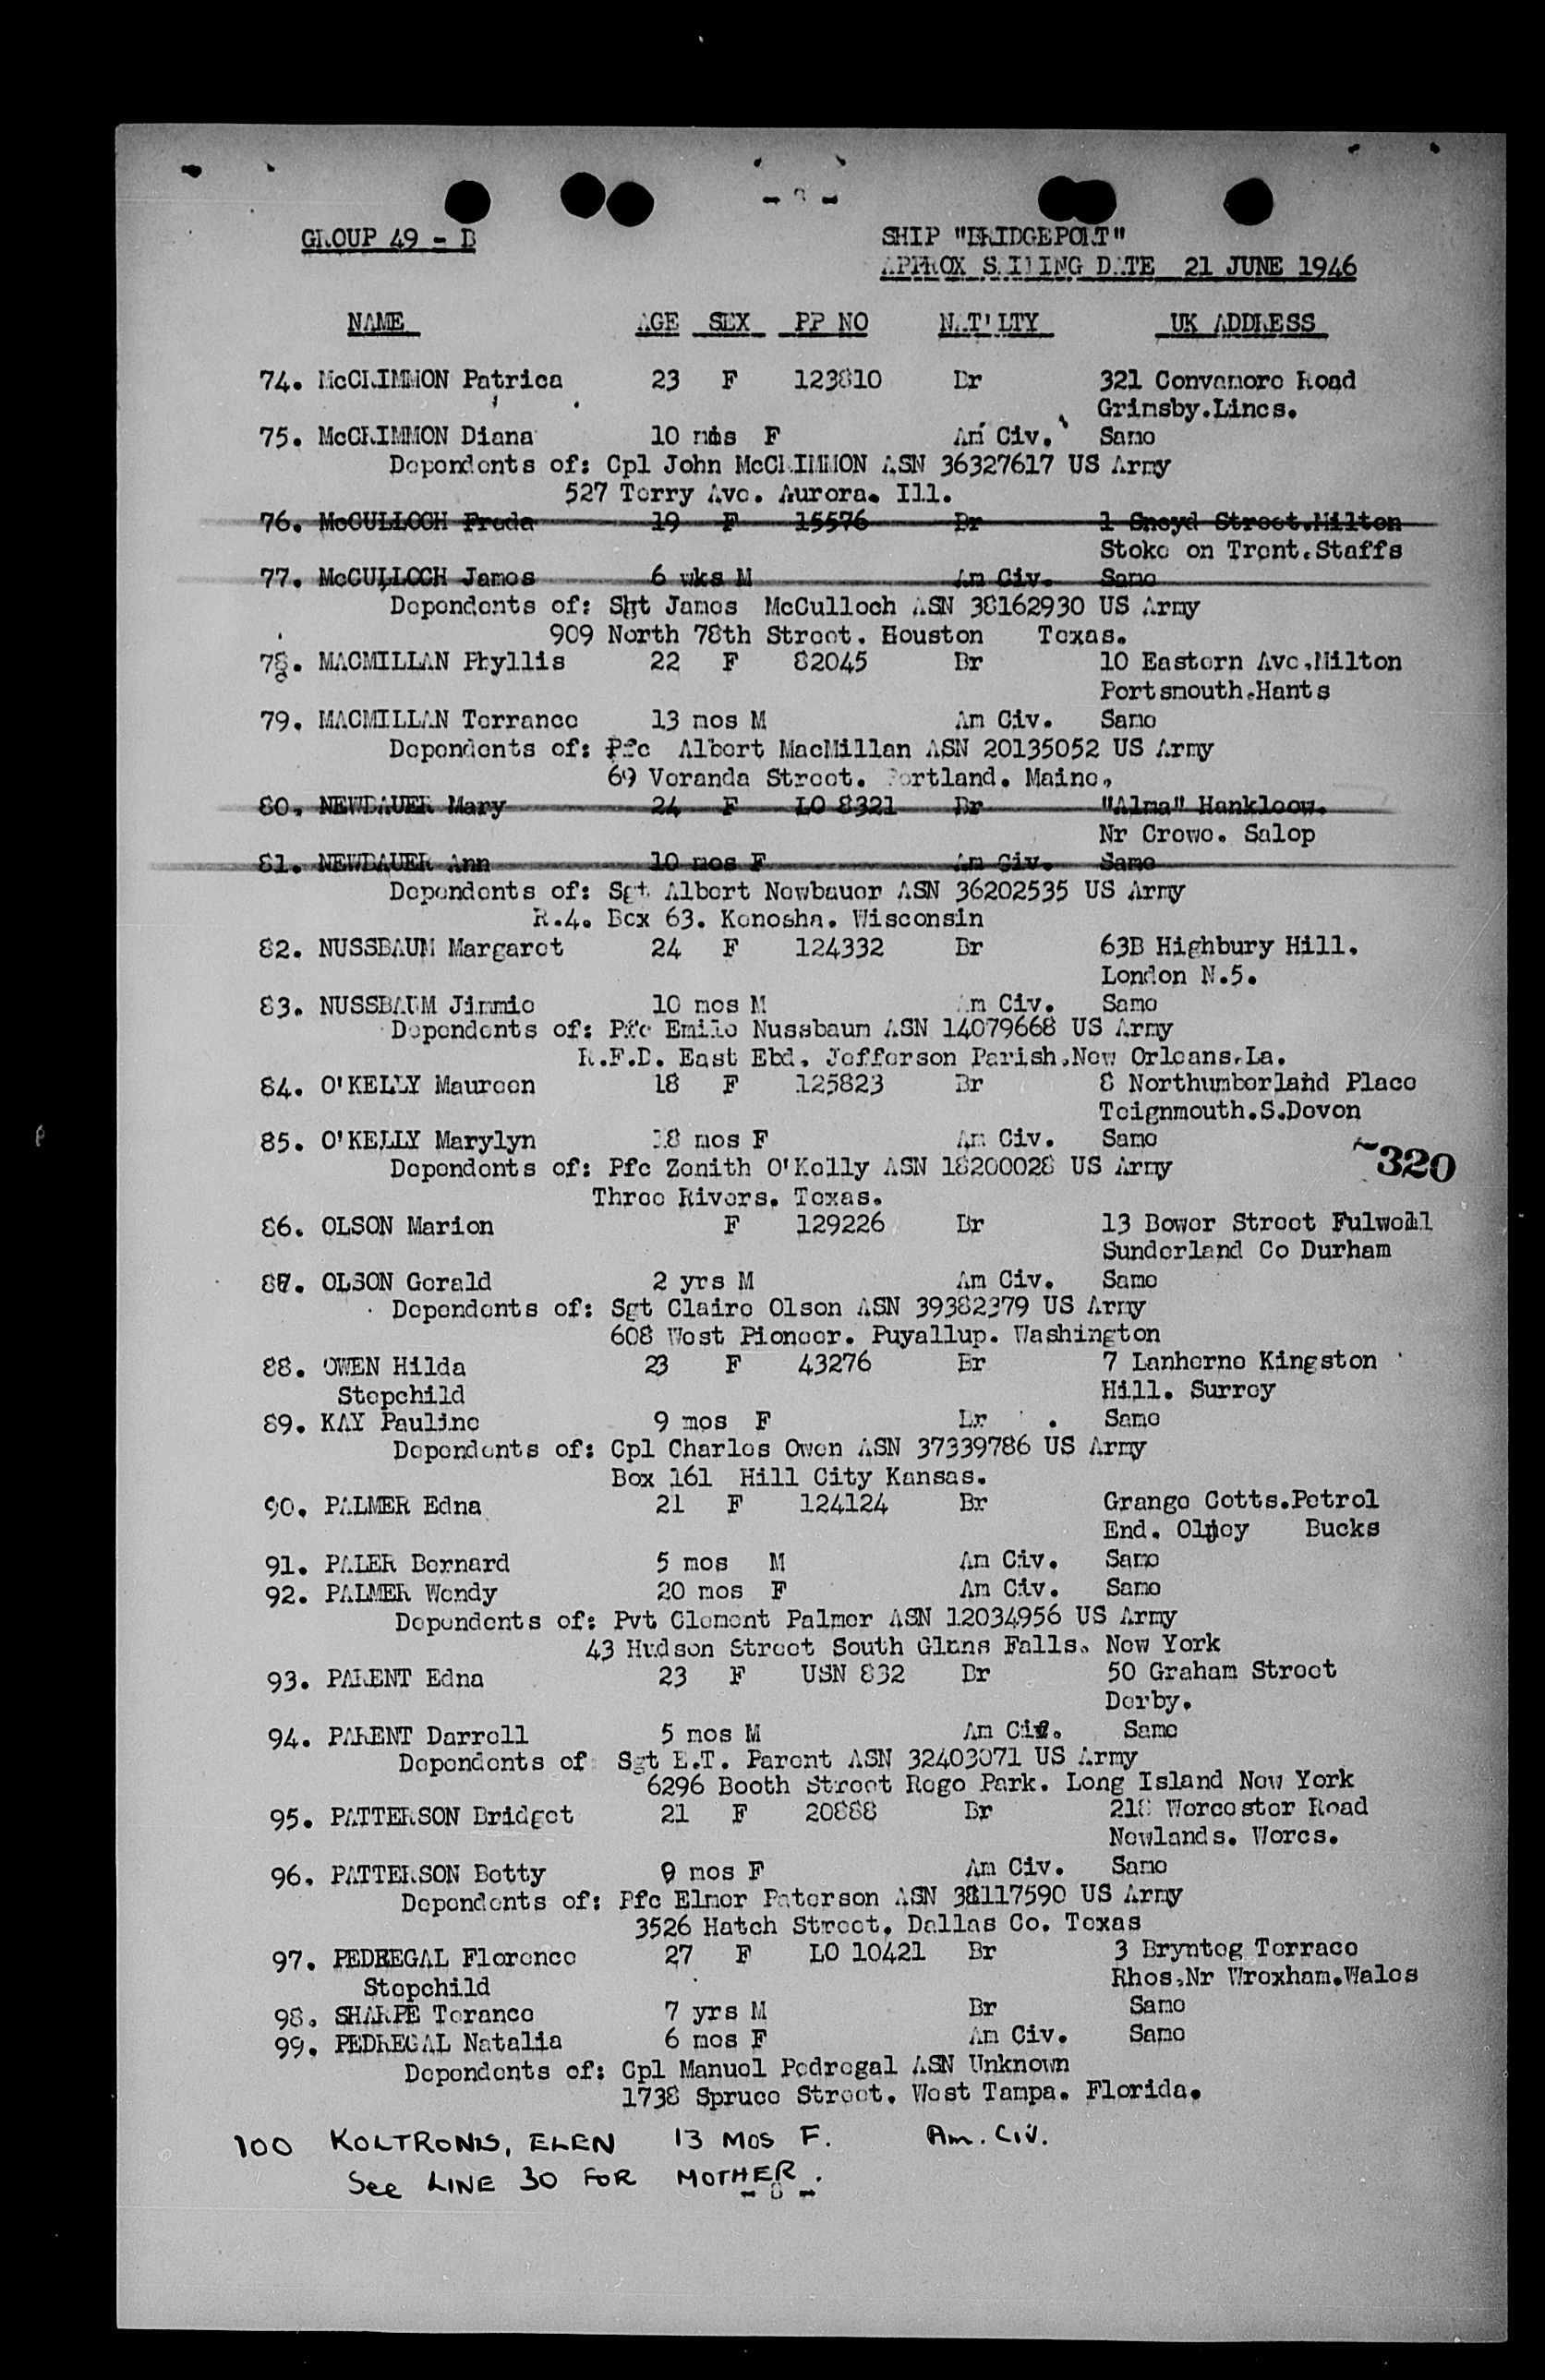 GROUP 49 - B
SHIP "BRIDGEPORT"
APPROX SAILING DATE 21 JUNE 1946
NAME AGE SEX PP NO NAT'LTY UK ADDRESS
74. McCRIMMON Patrica 23 F 123810 Br 321 Convamore Road
Grimsby.Lincs.
75. McCRIMMON Diana 10 mos F Am Civ. Same
Dependents of: Cpl John McCRIMMON ASN 36327617 US Army
527 Terry Ave. Aurora. Ill.
76. McCULLOCH Freda 19 F 15576 Br 1 Sneyd Street.Milton
Stoke on Trent.Staffs
77. McCULLOCH James 6 wks M Am Civ. Same
Dependents of: Sgt James McCulloch ASN 38162930 US Army
909 North 78th Street. Houston Texas.
78. MACMILLAN Phyllis 22 F 82045 Br 10 Eastern Ave,Milton
Portsmouth.Hants
79. MACMILLAN Terrance 13 mos M Am Civ. Same
Dependents of: Pfc Albert MacMillan ASN 20135052 US Army
69 Veranda Street. Portland. Maine.
80. NEWBAUER Mary 24 F LO 8321 Br "Alma" Hankloow.
Nr Crewe. Salop
81. NEWBAUER Ann 10 mos F Am Civ. Same
Dependents of: Sgt Albert Newbauer ASN 36202535 US Army
R.4. Box 63. Kenosha. Wisconsin
82. NUSSBAUM Margaret 24 F 124332 Br 63B Highbury Hill.
London N.5.
83. NUSSBAUM Jimmie 10 mos M Am Civ. Same
Dependents of: Pfc Emile Nussbaum ASN 14079668 US Army
R.F.D. East Ebd. Jefferson Parish.New Orleans.La.
84. O'KELLY Maureen 18 F 125823 Br 8 Northumberland Place
Teignmouth.S.Devon
85. O'KELLY Marylyn 18 mos F Am Civ. Same
320
Dependents of: Pfc Zenith O'Kelly ASN 18200028 US Army
Three Rivers. Texas.
86. OLSON Marion F 129226 Br 13 Bower Street Fulwell
Sunderland Co Durham
87. OLSON Gerald 2 yrs M Am Civ. Same
Dependents of: Sgt Claire Olson ASN 39382379 US Army
608 West Pioneer. Puyallup. Washington
88. OWEN Hilda 23 F 43276 Br 7 Lanherne Kingston
Stepchild Hill. Surrey
89. KAY Pauline 9 mos F Br . Same
Dependents of: Cpl Charles Owen ASN 37339786 US Army
Box 161 Hill City Kansas.
90. PALMER Edna 21 F 124124 Br Grange Cotts.Petrol
End. Olney Bucks
91. PALER Bernard 5 mos M Am Civ. Same
92. PALMER Wendy 20 mos F Am Civ. Same
Dependents of: Pvt Clement Palmer ASN 12034956 US Army
43 Hudson Street South Glens Falls. New York
93. PARENT Edna 23 F USN 832 Br 50 Graham Street
Derby.
94. PARENT Darrell 5 mos M Am Civ. Same
Dependents of Sgt E.T. Parent ASN 32403071 US Army
6296 Booth Street Rego Park. Long Island New York
95. PATTERSON Bridget 21 F 20888 Br 218 Worcester Road
Newlands. Worcs.
96. PATTERSON Betty 9 mos F Am Civ. Same
Dependents of: Pfc Elmer Paterson ASN 38117590 US Army
3526 Hatch Street. Dallas Co. Texas
97. PEDREGAL Florence 27 F LO 10421 Br 3 Brynteg Terrace
Stepchild Rhos.Nr Wrexham.Wales
98. SHARPE Terance 7 yrs M Br Same
99. PEDREGAL Natalia 6 mos F Am Civ. Same
Dependents of: Cpl Manuel Pedregal ASN Unknown
1738 Spruce Street. West Tampa. Florida.
100 KOLTRONIS, ELEN 13 MOS F. Am. Civ.
See LINE 30 FOR MOTHER.
- 8 -